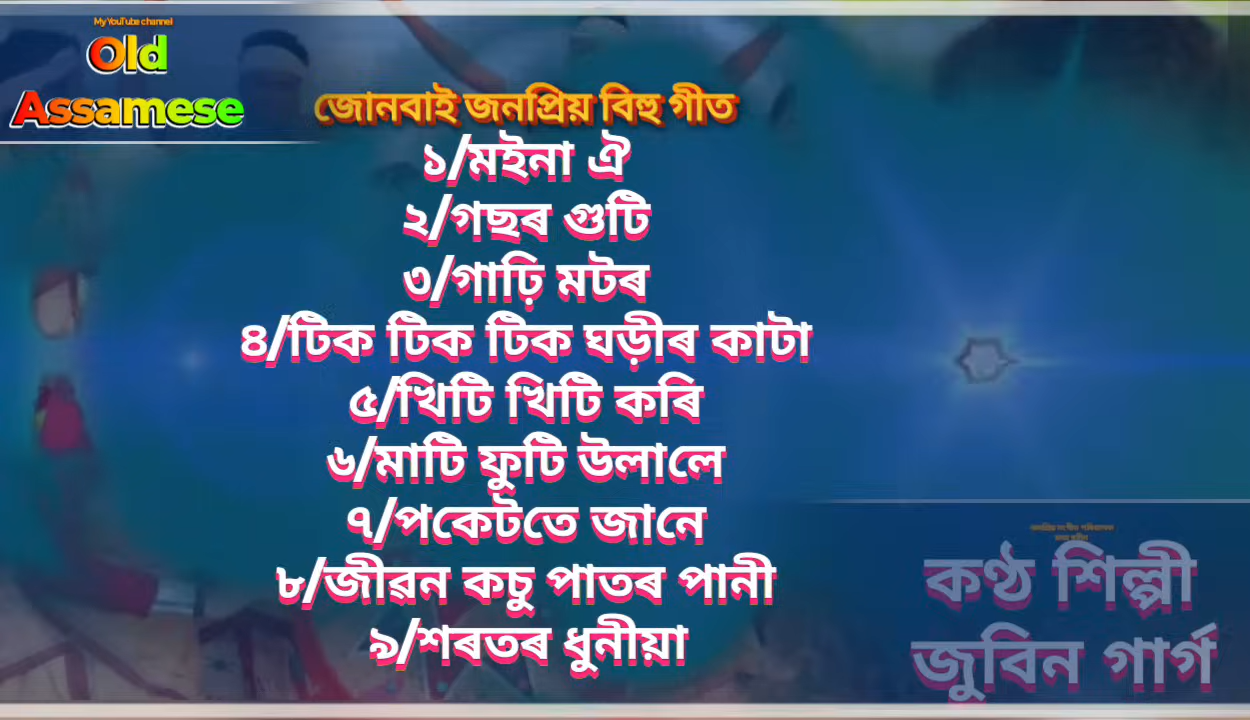 My YouTube channel
Old
Assamese
জোনবাই জনপ্রিয় বিহু গীত
১/মইনা ঐ
২/গছৰ গুটি
৩/গাঢ়ি মটৰ
৪/টিক টিক টিক ঘড়ীৰ কাটা
৫/খিটি খিটি কৰি
৬/মাটি ফুটি উলালে
৭/পকেটতে জানে
৮/জীৱন কচু পাতৰ পানী
৯/শৰতৰ ধুনীয়া
কণ্ঠ শিল্পী
জুবিন গাৰ্গ